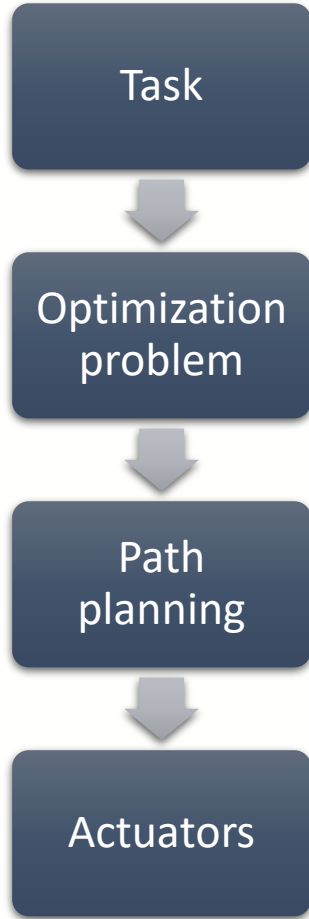 Task
Optimization
problem
Path
planning
Actuators